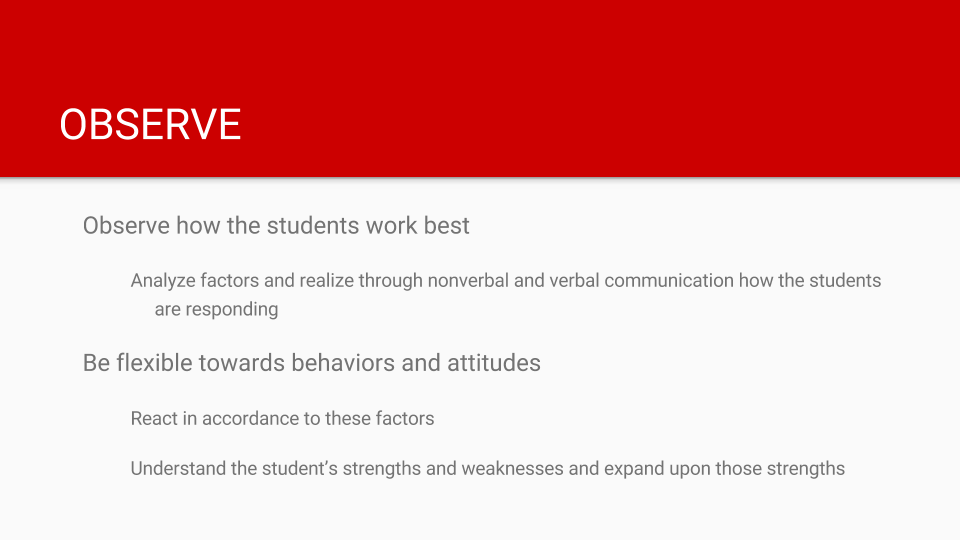 OBSERVE
Observe how the students work best
Analyze factors and realize through nonverbal and verbal communication how the students
are responding
Be flexible towards behaviors and attitudes
React in accordance to these factors
Understand the student’s strengths and weaknesses and expand upon those strengths